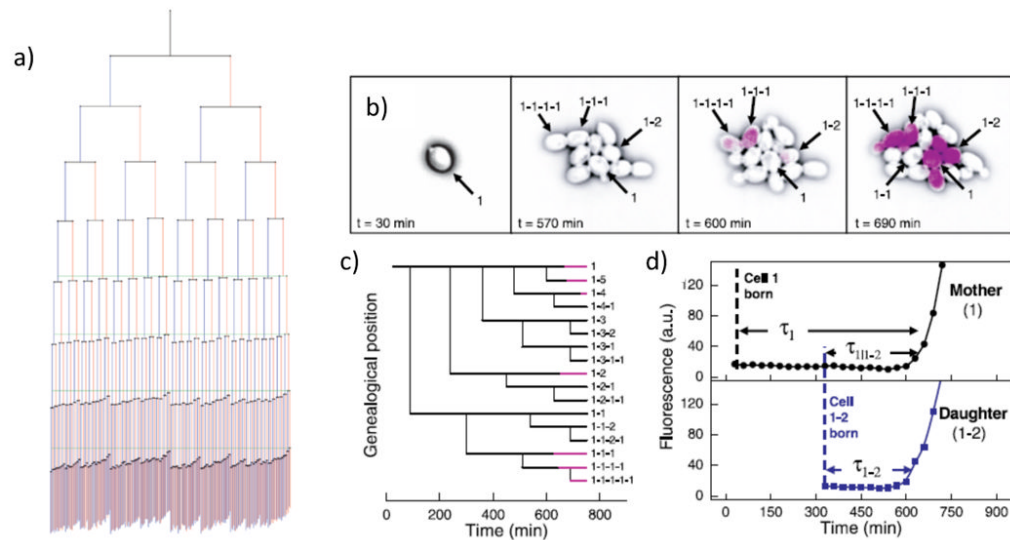 a)
b)
1
t = 30 min
1-1-1-1
1-1-1
1-2
1
t = 570 min
1-1-1-1
1-1-1
1-2
1
t = 600 min
1-1-1-1
1-1-1
1-2
1-1
1
t = 690 min
c)
Genealogical position
1
1-5
1-4
1-4-1
1-3
1-3-2
1-3-1
1-3-1-1
1-2
1-2-1
1-2-1-1
1-1
1-1-2
1-1-2-1
1-1-1
1-1-1-1
1-1-1-1-1
0 200 400 600 800
Time (min)
d)
Fluorescence (a.u.)
120
80
40
0
Cell 1
born
τ1
τ1||1-2
Mother
(1)
120
80
40
0
Cell
1-2
born
τ1-2
Daughter
(1-2)
0 150 300 450 600 750 900
Time (min)